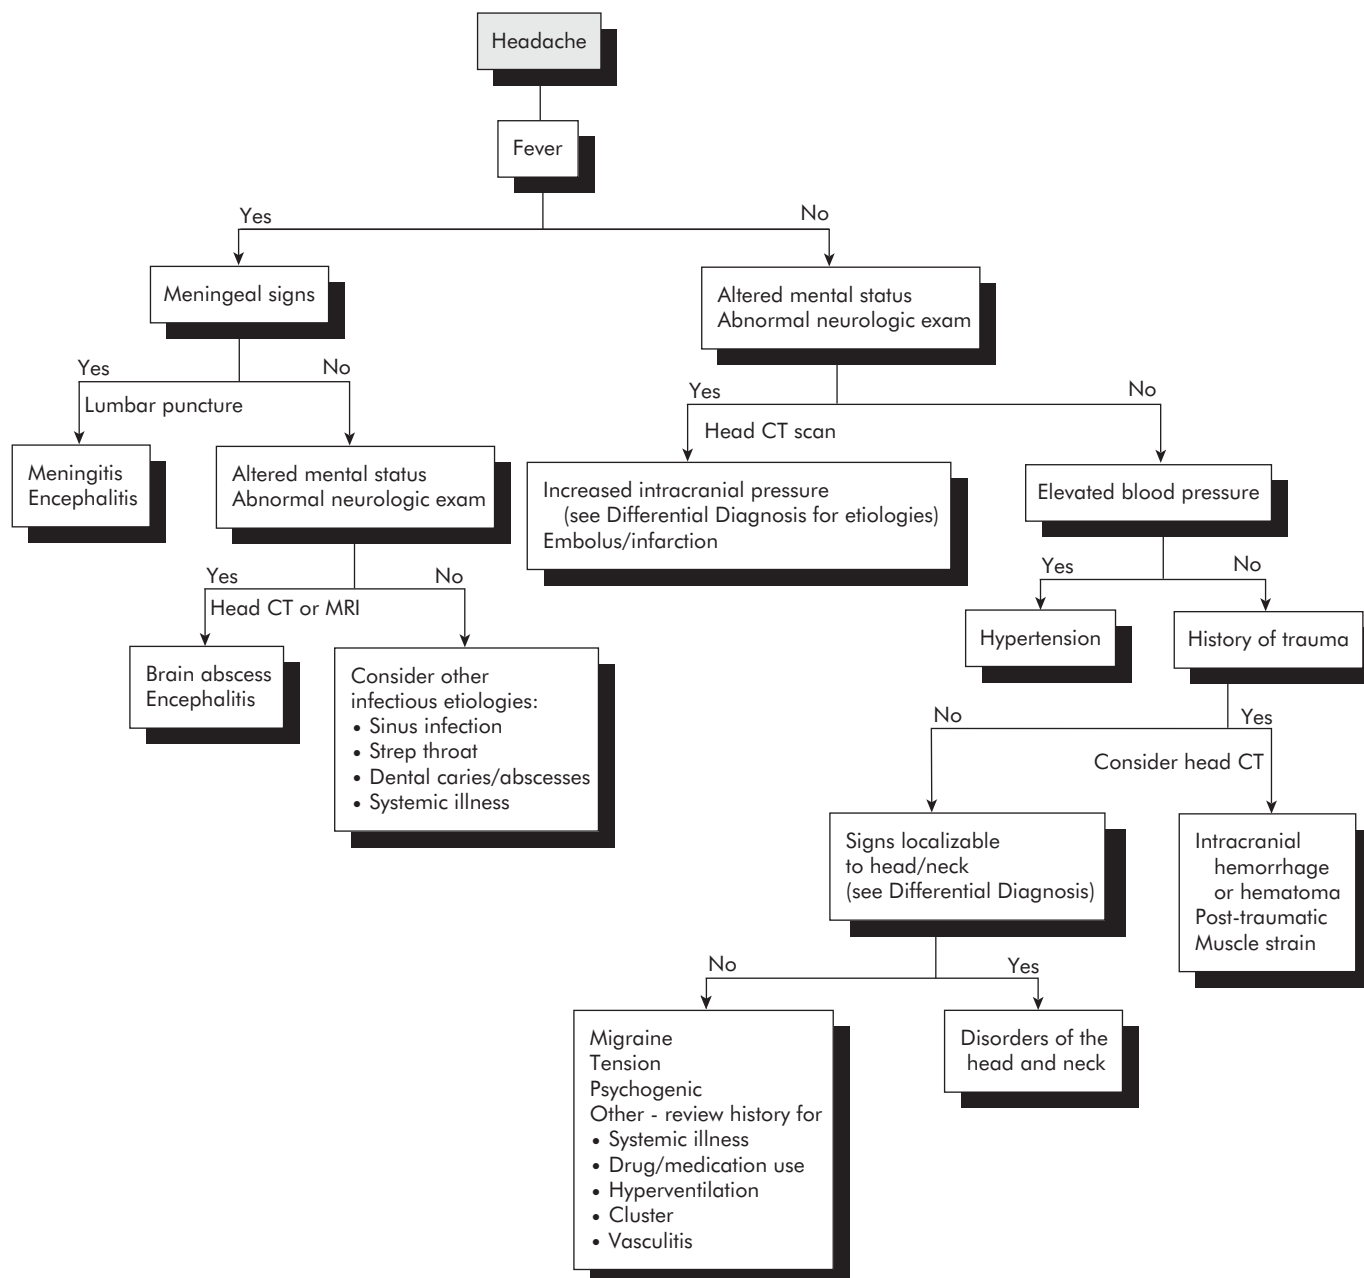 Headache
Fever
Yes
No
Meningeal signs
Altered mental status
Abnormal neurologic exam
Yes
No
Lumbar puncture
Meningitis
Encephalitis
Altered mental status
Abnormal neurologic exam
Yes
No
Head CT or MRI
Brain abscess
Encephalitis
Consider other
infectious etiologies:
• Sinus infection
• Strep throat
• Dental caries/abscesses
• Systemic illness
Yes
No
Head CT scan
Increased intracranial pressure
(see Differential Diagnosis for etiologies)
Embolus/infarction
Elevated blood pressure
Yes
No
Hypertension
History of trauma
No
Yes
Consider head CT
Signs localizable
to head/neck
(see Differential Diagnosis)
Intracranial
hemorrhage
or hematoma
Post-traumatic
Muscle strain
No
Yes
Migraine
Tension
Psychogenic
Other - review history for
• Systemic illness
• Drug/medication use
• Hyperventilation
• Cluster
• Vasculitis
Disorders of the
head and neck